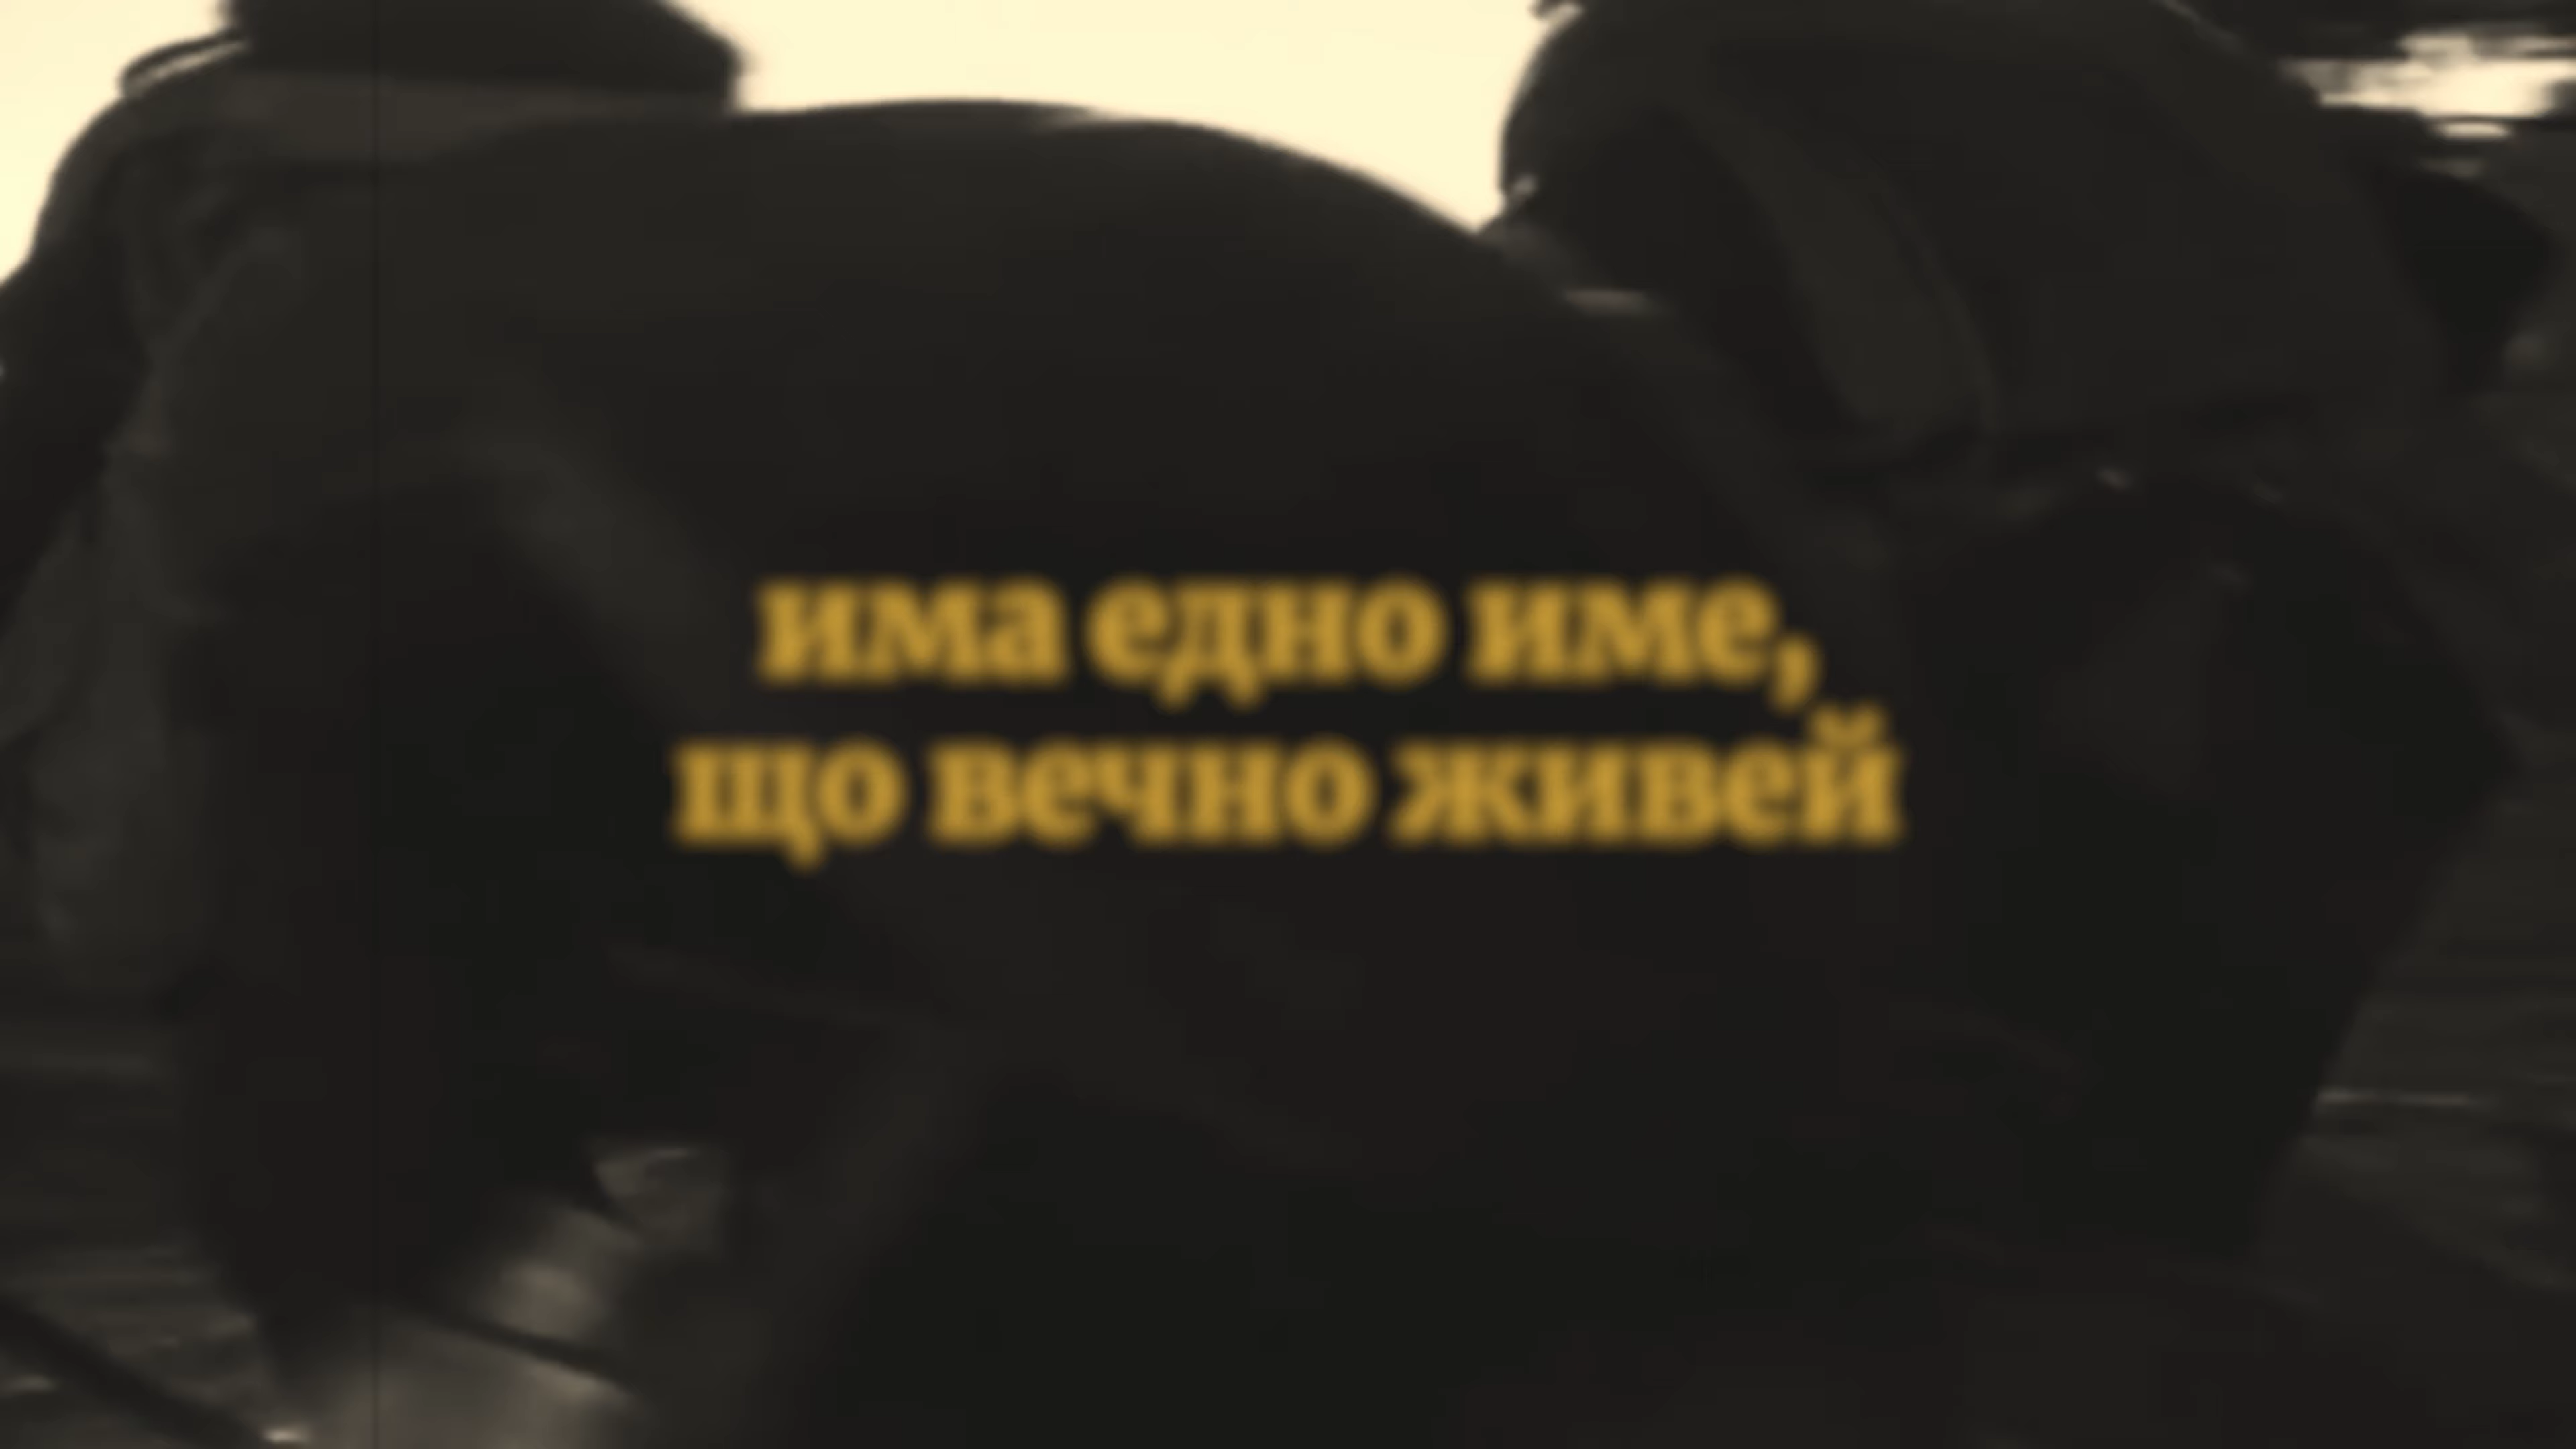 има едно име,
що вечно живей